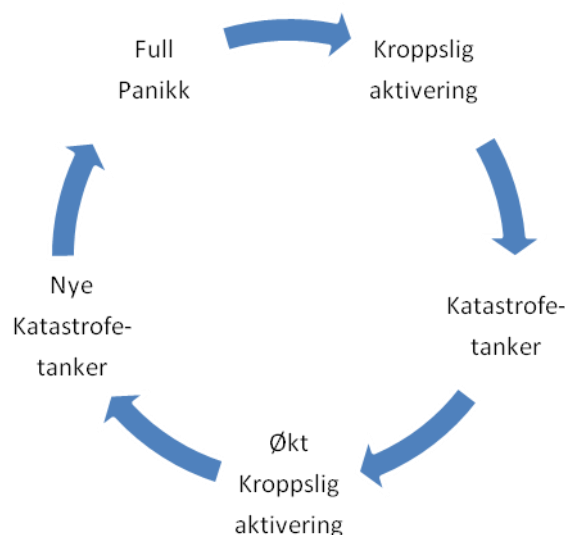 Full
Panikk
Kroppslig
aktivering
Katastrofe-
tanker
Økt
Kroppslig
aktivering
Nye
Katastrofe-
tanker